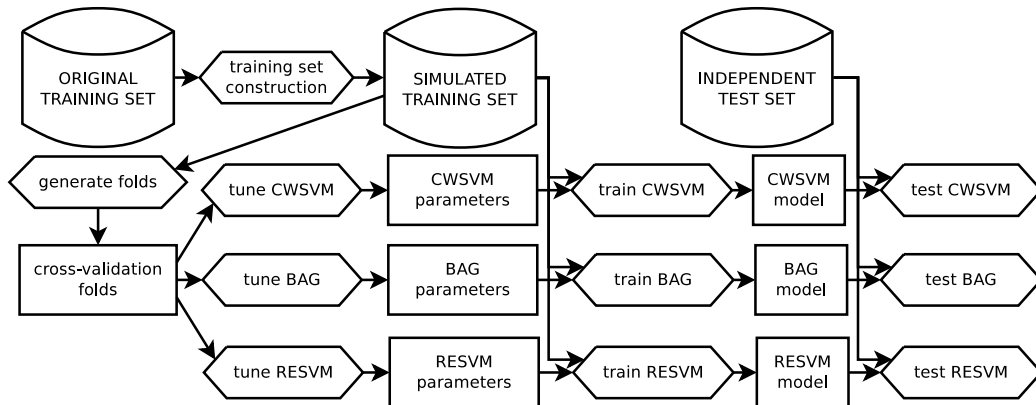 ORIGINAL
TRAINING SET
training set
construction
SIMULATED
TRAINING SET
INDEPENDENT
TEST SET
generate folds
tune CWSVM
CWSVM
parameters
train CWSVM
CWSVM
model
test CWSVM
cross-validation
folds
tune BAG
BAG
parameters
train BAG
BAG
model
test BAG
tune RESVM
RESVM
parameters
train RESVM
RESVM
model
test RESVM